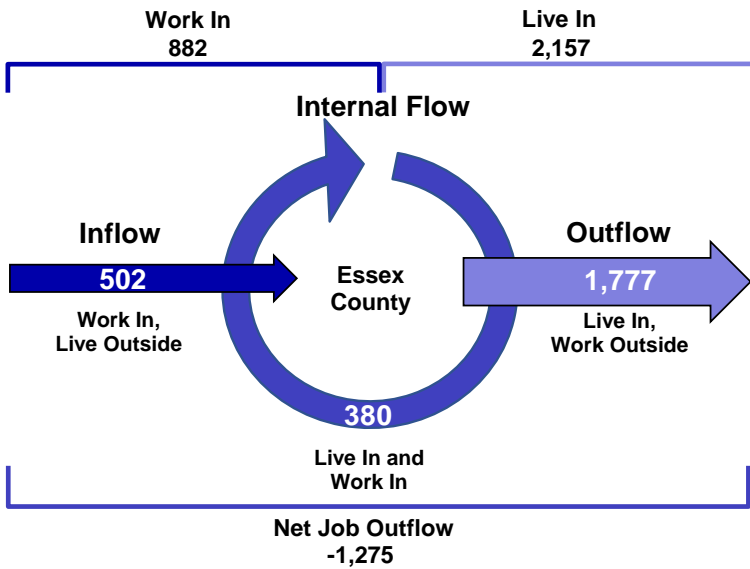 Work In
882
Live In
2,157
Internal Flow
Inflow
502
Work In,
Live Outside
Essex
County
Outflow
1,777
Live In,
Work Outside
380
Live In and
Work In
Net Job Outflow
-1,275